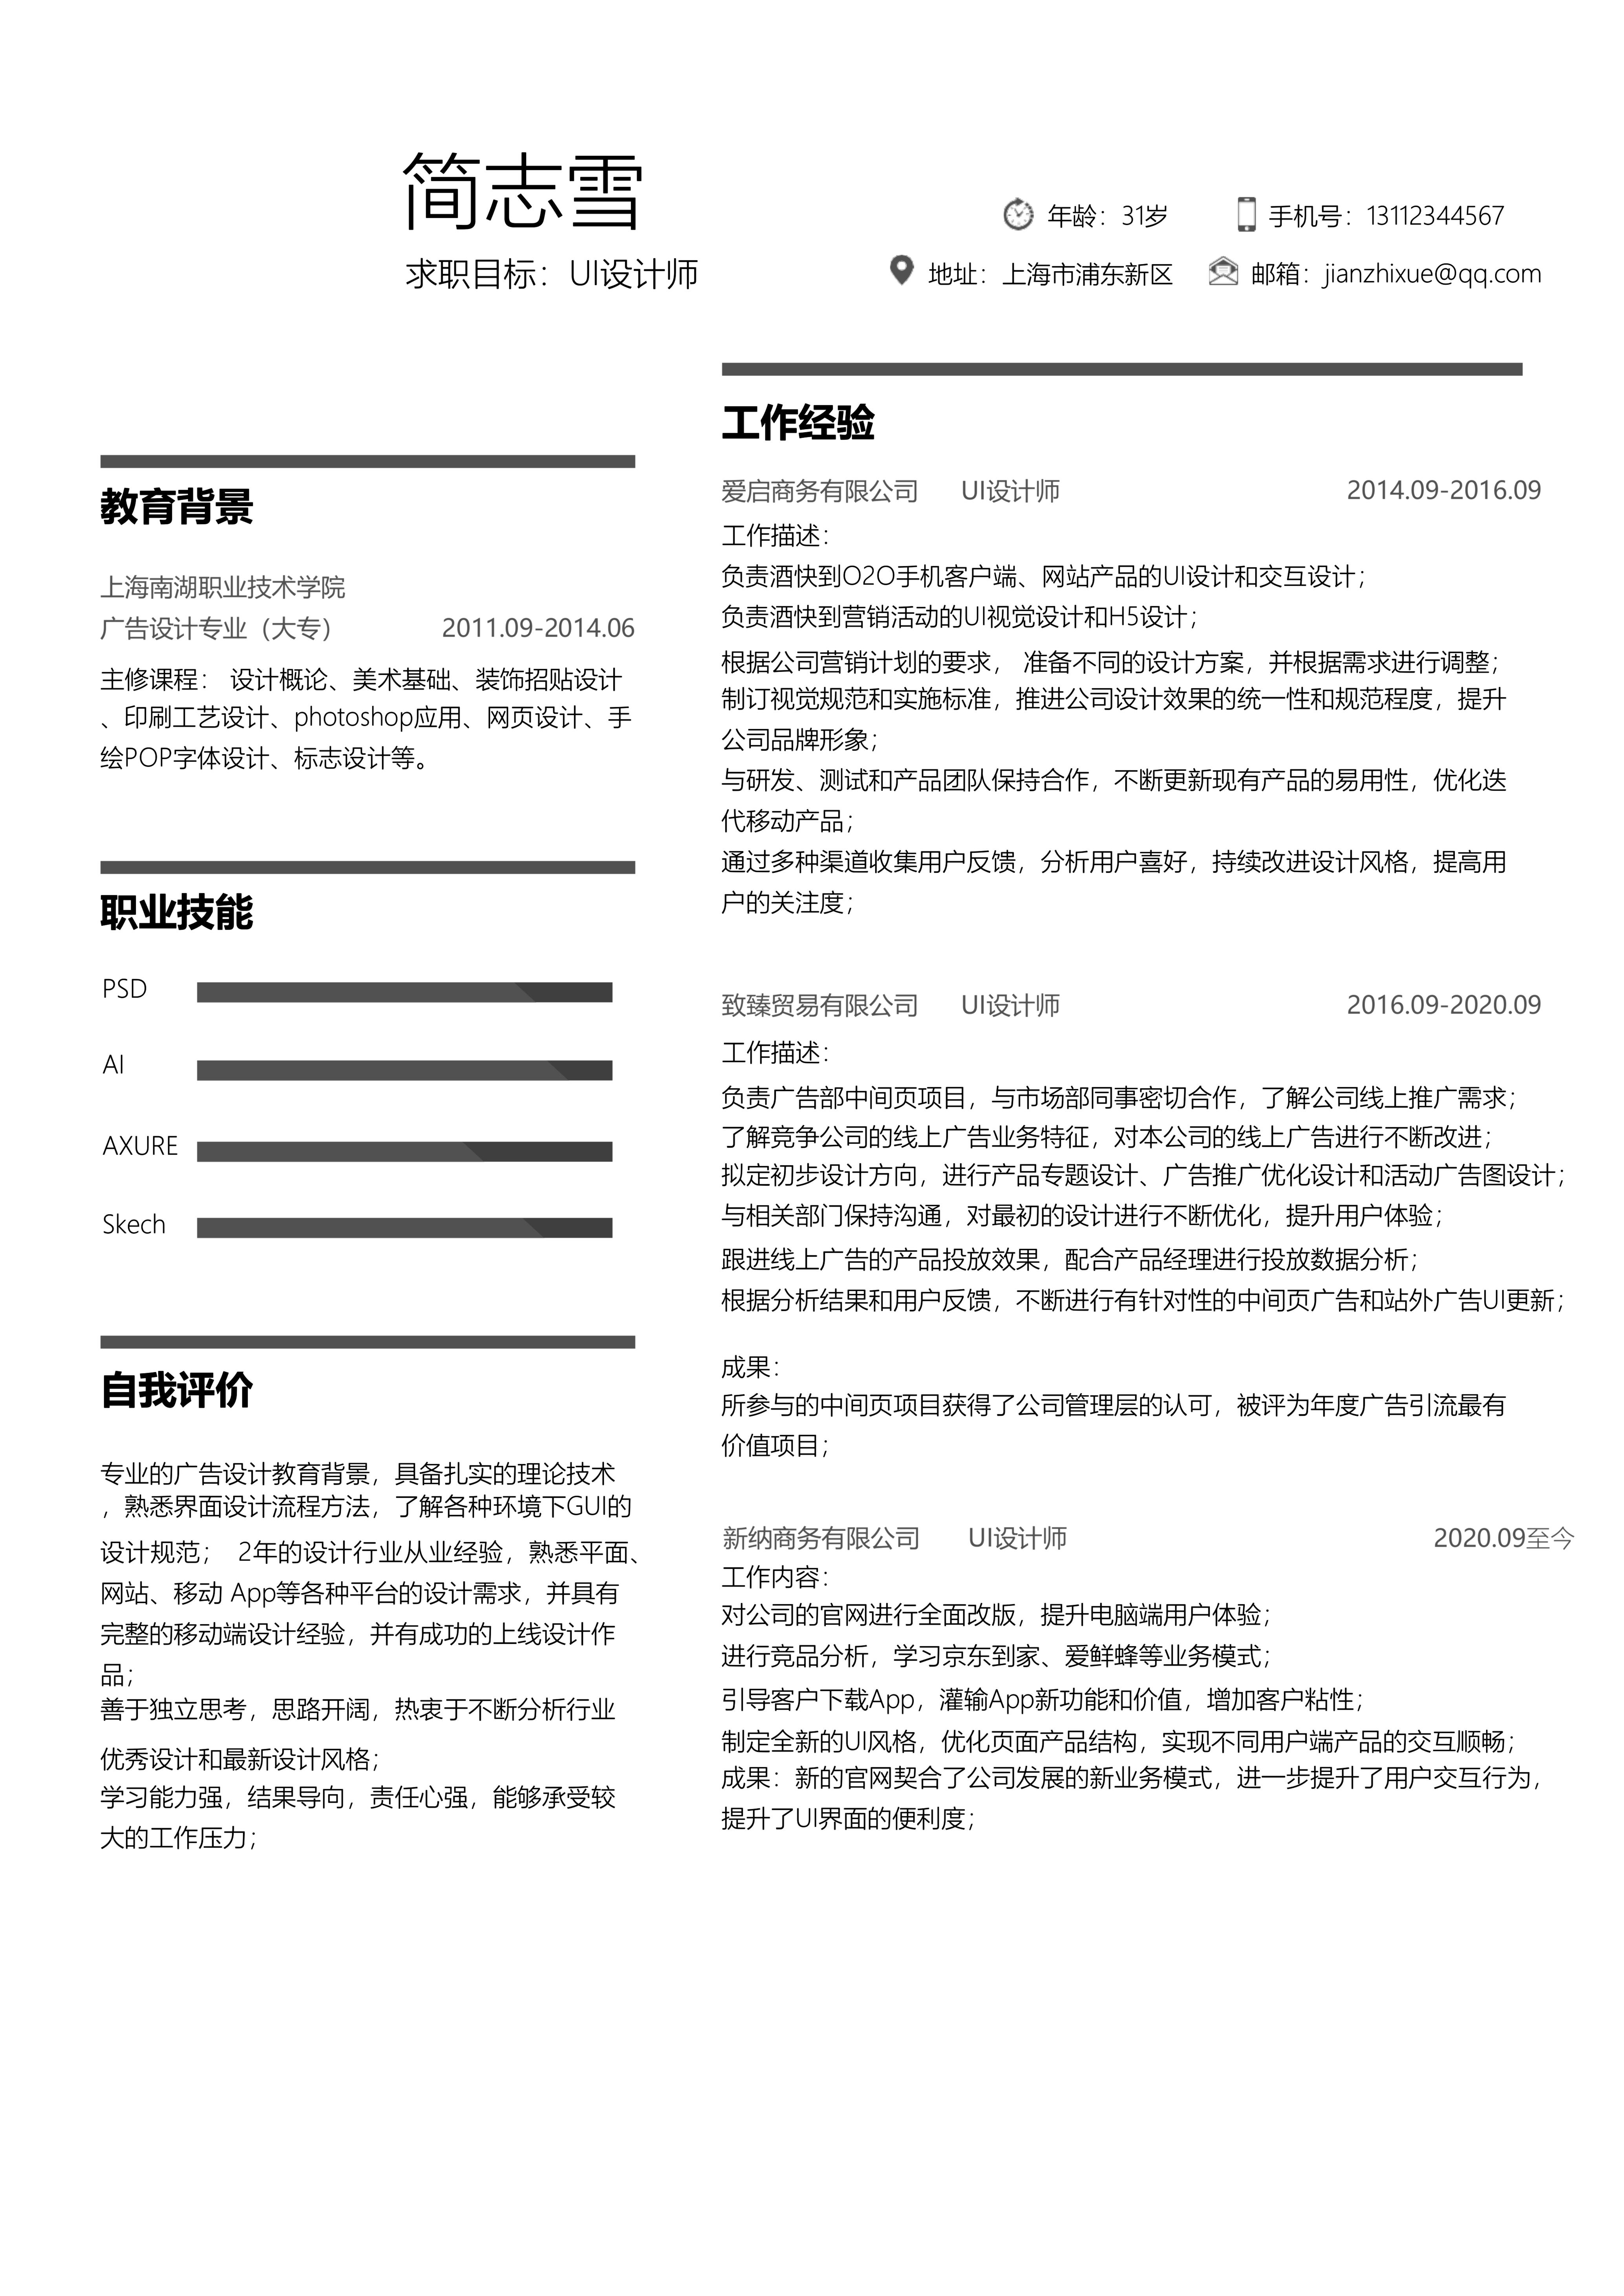 简志雪
求职目标：UI设计师
年龄：31岁
手机号：13112344567
地址：上海市浦东新区
邮箱：jianzhixue@qq.com
教育背景
上海南湖职业技术学院
广告设计专业（大专） 2011.09-2014.06
主修课程： 设计概论、美术基础、装饰招贴设计
、印刷工艺设计、photoshop应用、网页设计、手
绘POP字体设计、标志设计等。
职业技能
PSD
AI
AXURE
Skech
自我评价
专业的广告设计教育背景，具备扎实的理论技术
，熟悉界面设计流程方法，了解各种环境下GUI的
设计规范； 2年的设计行业从业经验，熟悉平面、
网站、移动 App等各种平台的设计需求，并具有
完整的移动端设计经验，并有成功的上线设计作
品；
善于独立思考，思路开阔，热衷于不断分析行业
优秀设计和最新设计风格；
学习能力强，结果导向，责任心强，能够承受较
大的工作压力；
工作经验
爱启商务有限公司 UI设计师 2014.09-2016.09
工作描述：
负责酒快到O2O手机客户端、网站产品的UI设计和交互设计；
负责酒快到营销活动的UI视觉设计和H5设计；
根据公司营销计划的要求， 准备不同的设计方案，并根据需求进行调整；
制订视觉规范和实施标准，推进公司设计效果的统一性和规范程度，提升
公司品牌形象；
与研发、测试和产品团队保持合作，不断更新现有产品的易用性，优化迭
代移动产品；
通过多种渠道收集用户反馈，分析用户喜好，持续改进设计风格，提高用
户的关注度；
致臻贸易有限公司 UI设计师 2016.09-2020.09
工作描述：
负责广告部中间页项目，与市场部同事密切合作，了解公司线上推广需求；
了解竞争公司的线上广告业务特征，对本公司的线上广告进行不断改进；
拟定初步设计方向，进行产品专题设计、广告推广优化设计和活动广告图设计；
与相关部门保持沟通，对最初的设计进行不断优化，提升用户体验；
跟进线上广告的产品投放效果，配合产品经理进行投放数据分析；
根据分析结果和用户反馈，不断进行有针对性的中间页广告和站外广告UI更新；
成果：
所参与的中间页项目获得了公司管理层的认可，被评为年度广告引流最有
价值项目；
新纳商务有限公司 UI设计师 2020.09至今
工作内容：
对公司的官网进行全面改版，提升电脑端用户体验；
进行竞品分析，学习京东到家、爱鲜蜂等业务模式；
引导客户下载App，灌输App新功能和价值，增加客户粘性；
制定全新的UI风格，优化页面产品结构，实现不同用户端产品的交互顺畅；
成果：新的官网契合了公司发展的新业务模式，进一步提升了用户交互行为，
提升了UI界面的便利度；